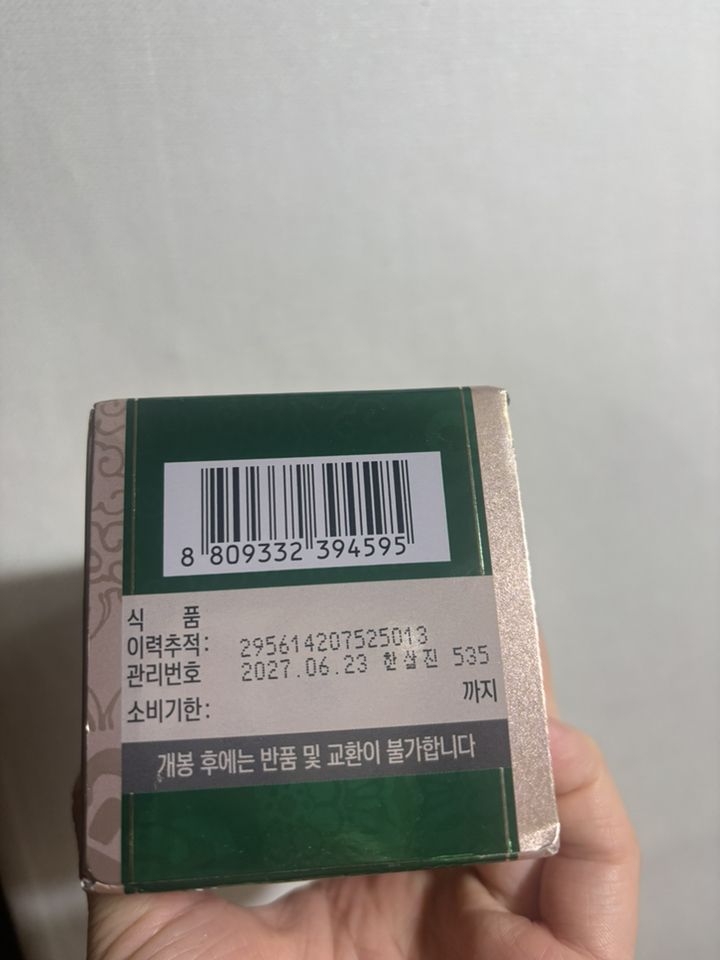 8 809332 394595
식 품
이력추적: 295614207525013
관리번호 2027.06.23 한살진 535
소비기한: 까지
개봉 후에는 반품 및 교환이 불가합니다